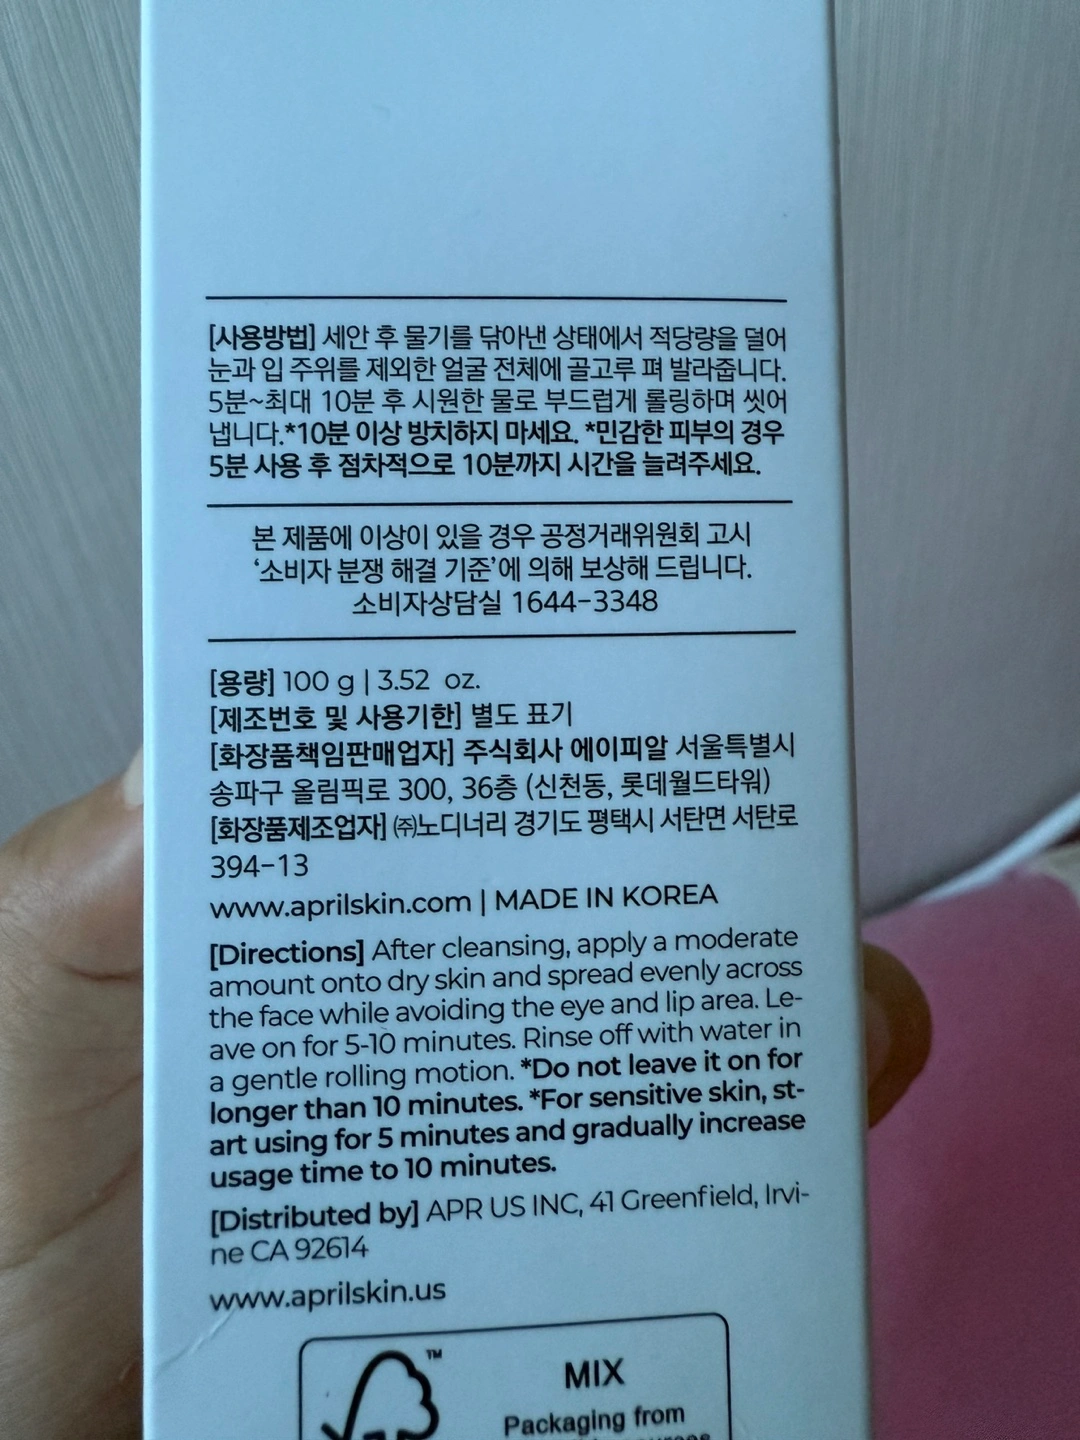 [사용방법] 세안 후 물기를 닦아낸 상태에서 적당량을 덜어
눈과 입 주위를 제외한 얼굴 전체에 골고루 펴 발라줍니다.
5분~최대 10분 후 시원한 물로 부드럽게 롤링하며 씻어
냅니다.*10분 이상 방치하지 마세요. *민감한 피부의 경우
5분 사용 후 점차적으로 10분까지 시간을 늘려주세요.
본 제품에 이상이 있을 경우 공정거래위원회 고시
‘소비자 분쟁 해결 기준’에 의해 보상해 드립니다.
소비자상담실 1644-3348
[용량] 100 g | 3.52 oz.
[제조번호 및 사용기한] 별도 표기
[화장품책임판매업자] 주식회사 에이피알 서울특별시
송파구 올림픽로 300, 36층 (신천동, 롯데월드타워)
[화장품제조업자] ㈜노디너리 경기도 평택시 서탄면 서탄로
394-13
www.aprilskin.com | MADE IN KOREA
[Directions] After cleansing, apply a moderate
amount onto dry skin and spread evenly across
the face while avoiding the eye and lip area. Le-
ave on for 5-10 minutes. Rinse off with water in
a gentle rolling motion. *Do not leave it on for
longer than 10 minutes. *For sensitive skin, st-
art using for 5 minutes and gradually increase
usage time to 10 minutes.
[Distributed by] APR US INC, 41 Greenfield, Irvi-
ne CA 92614
www.aprilskin.us
TM
MIX
Packaging from